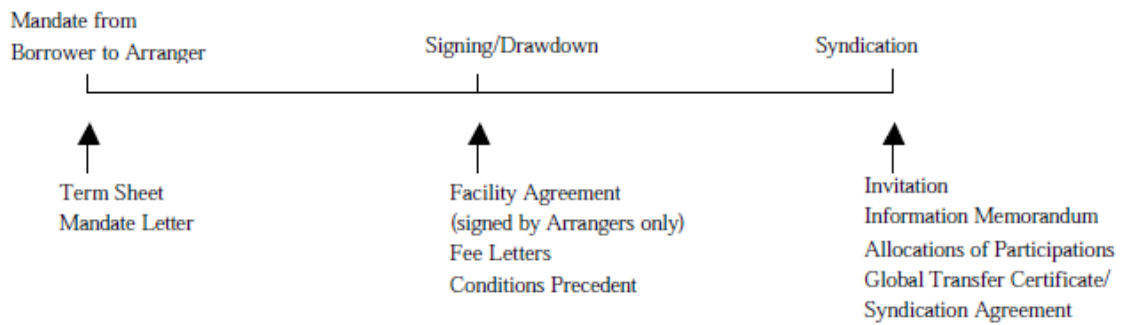 Mandate from
Borrower to Arranger
Signing/Drawdown
Syndication
Term Sheet
Mandate Letter
Facility Agreement
(signed by Arrangers only)
Fee Letters
Conditions Precedent
Invitation
Information Memorandum
Allocations of Participations
Global Transfer Certificate/
Syndication Agreement